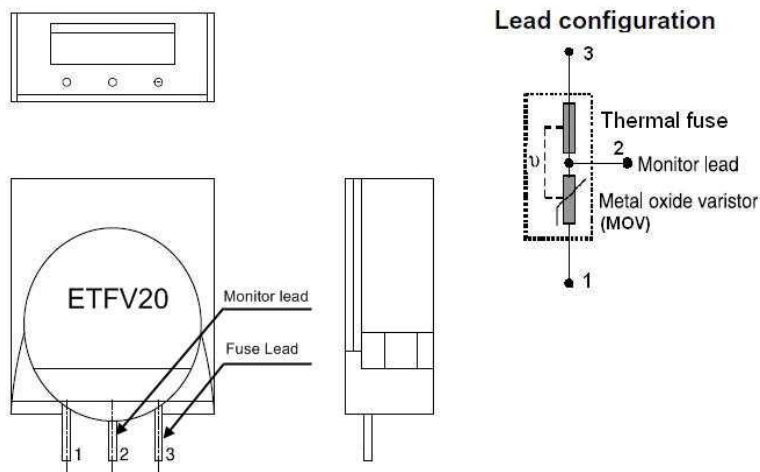 Lead configuration
3
Thermal fuse
2
υ
Monitor lead
Metal oxide varistor
(MOV)
1
ETFV20
Monitor lead
Fuse Lead
1 2 3